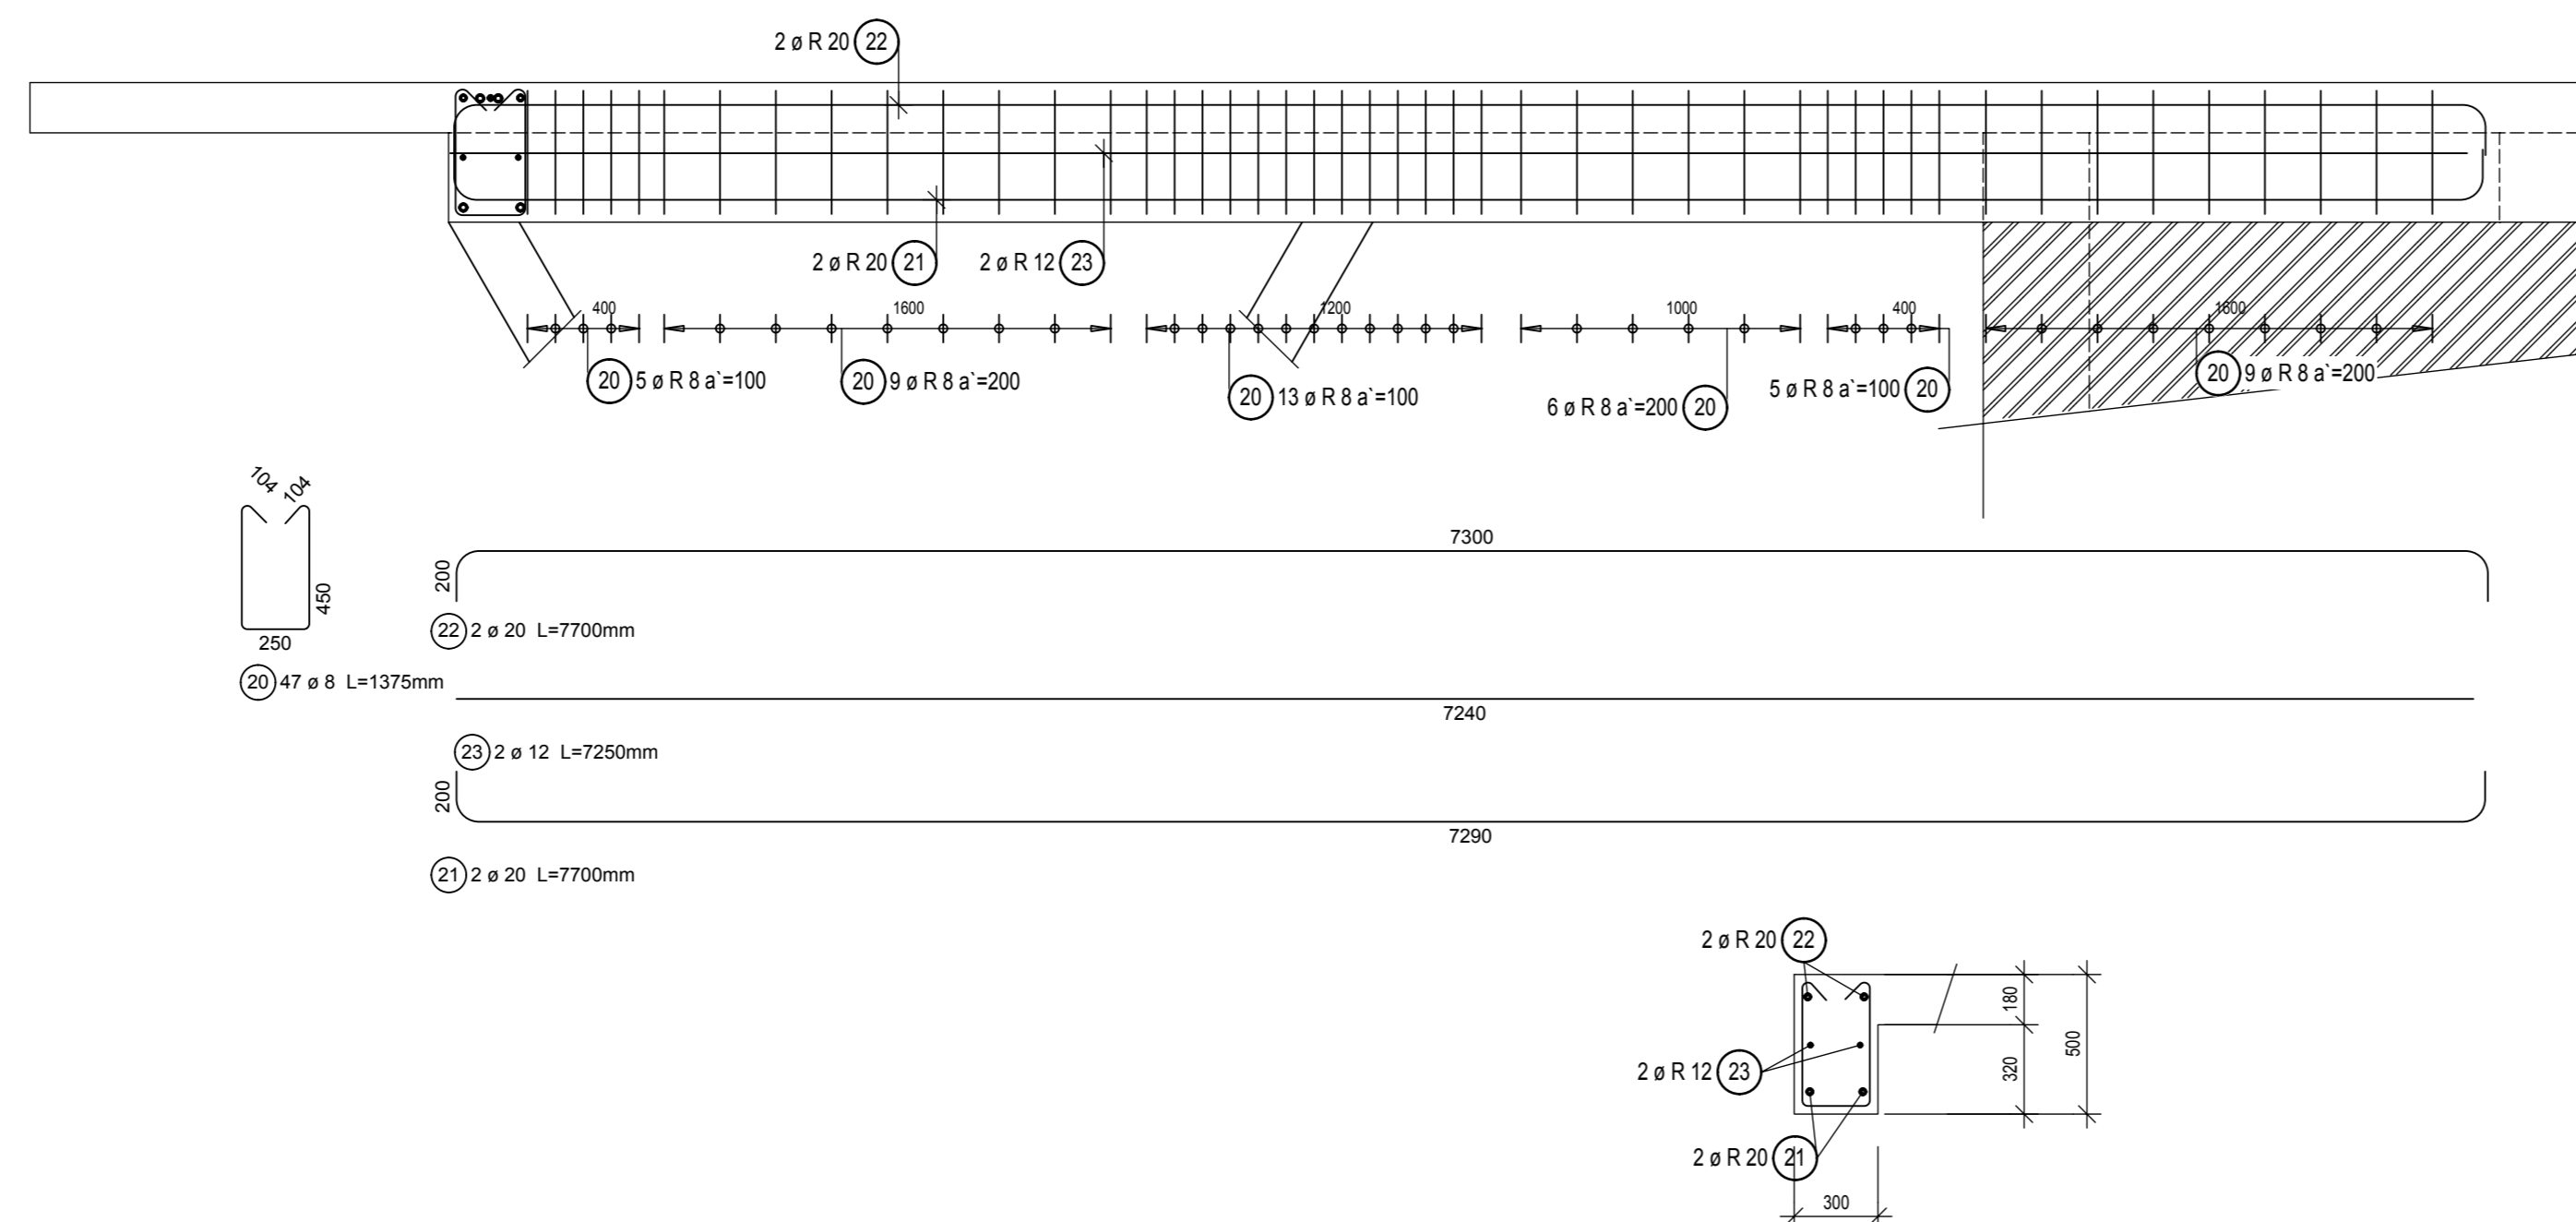 2 ø R 20 22
2 ø R 20 21
2 ø R 12 23
400
1600
1200
1000
400
1600
20 5 ø R 8 a`=100
20 9 ø R 8 a`=200
20 13 ø R 8 a`=100
6 ø R 8 a`=200 20
5 ø R 8 a`=100 20
20 9 ø R 8 a`=200
104
104
450
250
20 47 ø 8 L=1375mm
7300
200
22 2 ø 20 L=7700mm
7240
23 2 ø 12 L=7250mm
200
7290
21 2 ø 20 L=7700mm
2 ø R 20 22
180
320
500
2 ø R 12 23
2 ø R 20 21
300